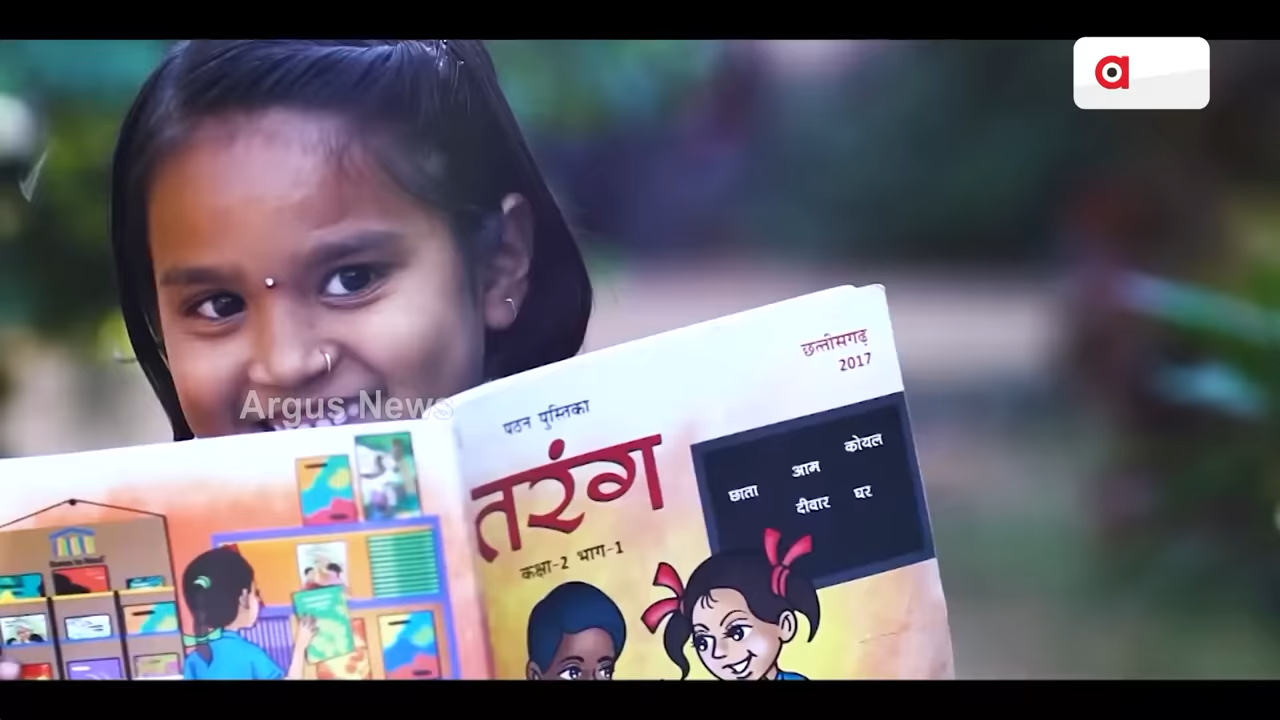 Argus News
छत्तीसगढ़
2017
पठन पुस्तिका
तरंग
कक्षा-2 भाग-1
कोयल
आम
छाता
दीवार घर